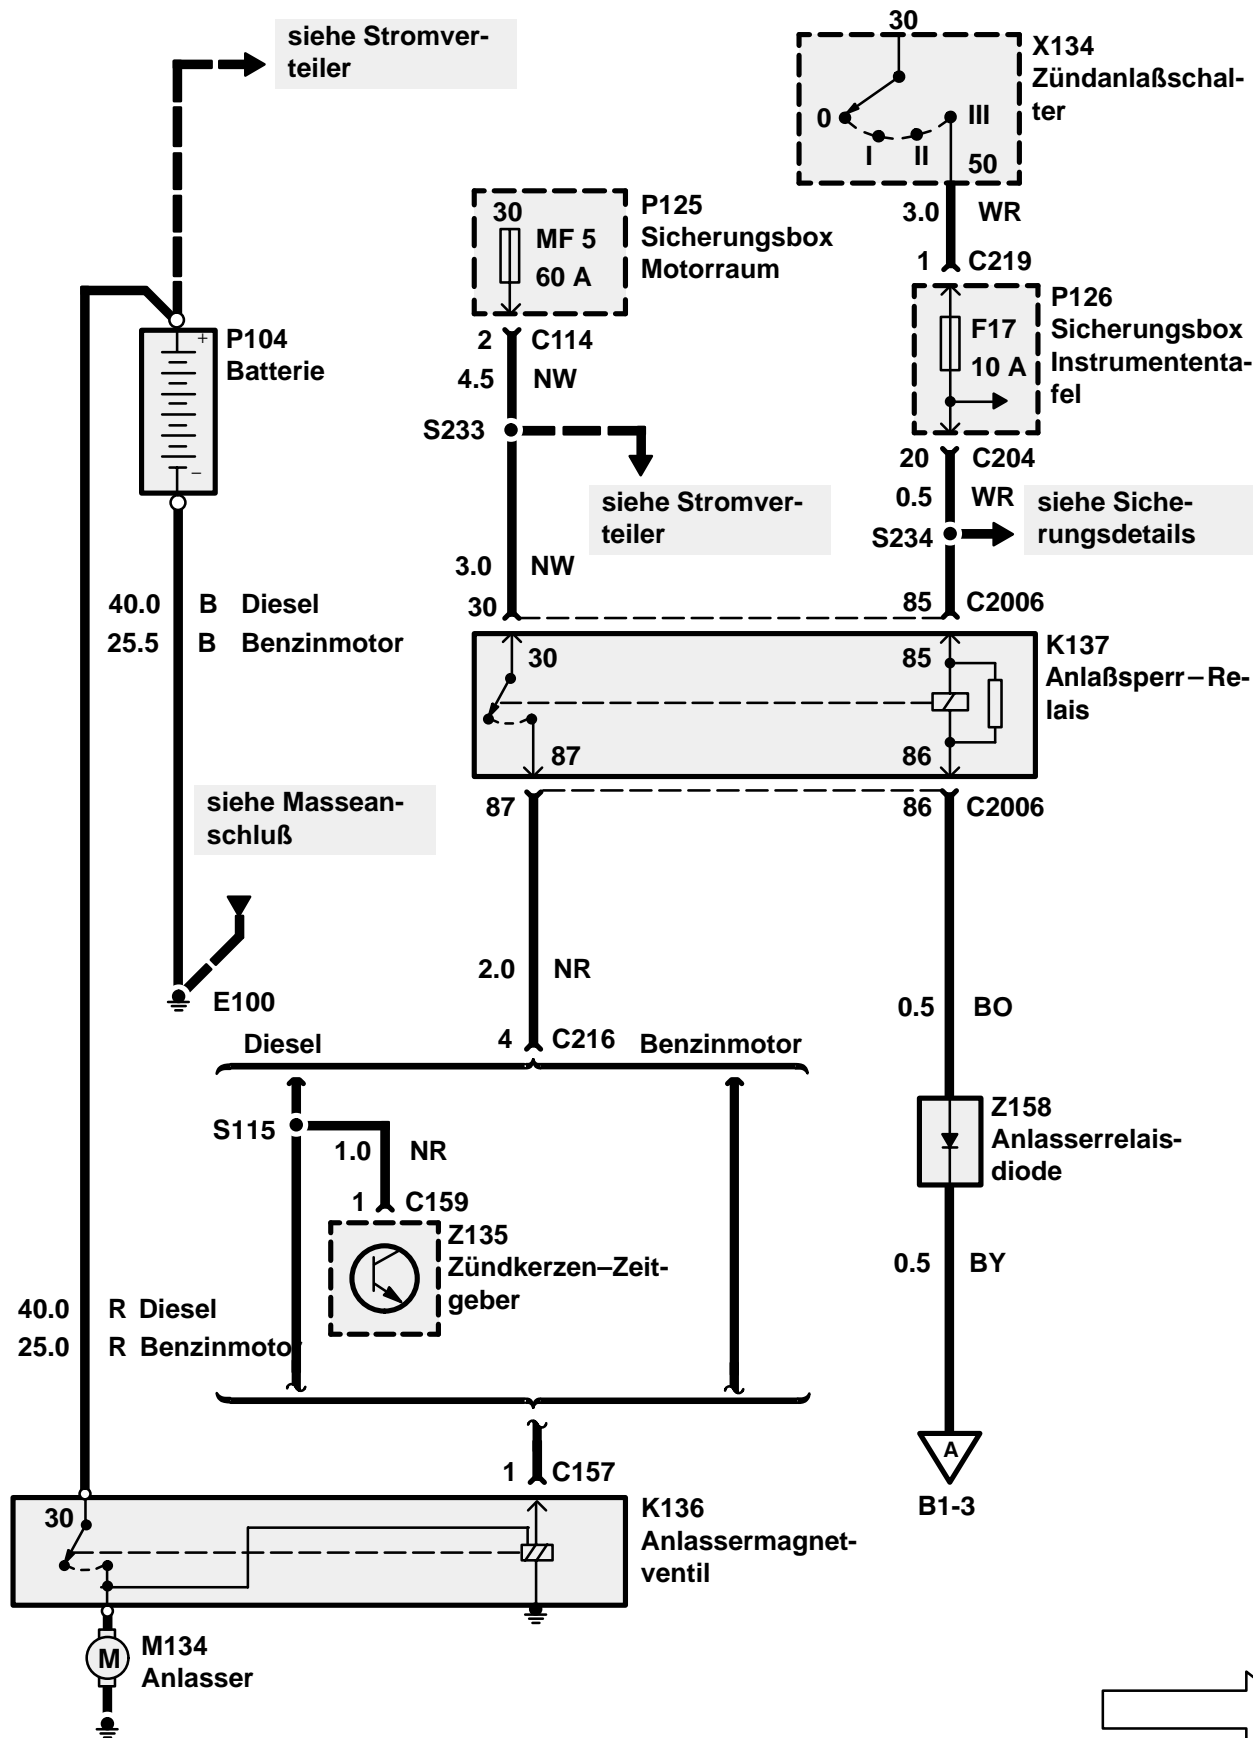 siehe Stromver-
teiler
30
X134
Zündanlaßschal-
ter
0
I
II
III
50
3.0 WR
1 C219
30
MF 5
60 A
P125
Sicherungsbox
Motorraum
2 C114
4.5 NW
S233
siehe Stromver-
teiler
3.0 NW
30
F17
10 A
P126
Sicherungsbox
Instrumententa-
fel
20 C204
0.5 WR
S234
siehe Siche-
rungsdetails
85 C2006
+
–
P104
Batterie
40.0 B Diesel
25.5 B Benzinmotor
30
85
87
86
K137
Anlaßsperr–Re-
lais
87
86 C2006
siehe Massean-
schluß
E100
2.0 NR
4 C216
Diesel
Benzinmotor
S115
1.0 NR
1 C159
Z135
Zündkerzen–Zeit-
geber
0.5 BO
Z158
Anlasserrelais-
diode
0.5 BY
A
B1-3
40.0 R Diesel
25.0 R Benzinmotor
1 C157
30
K136
Anlassermagnet-
ventil
M
M134
Anlasser